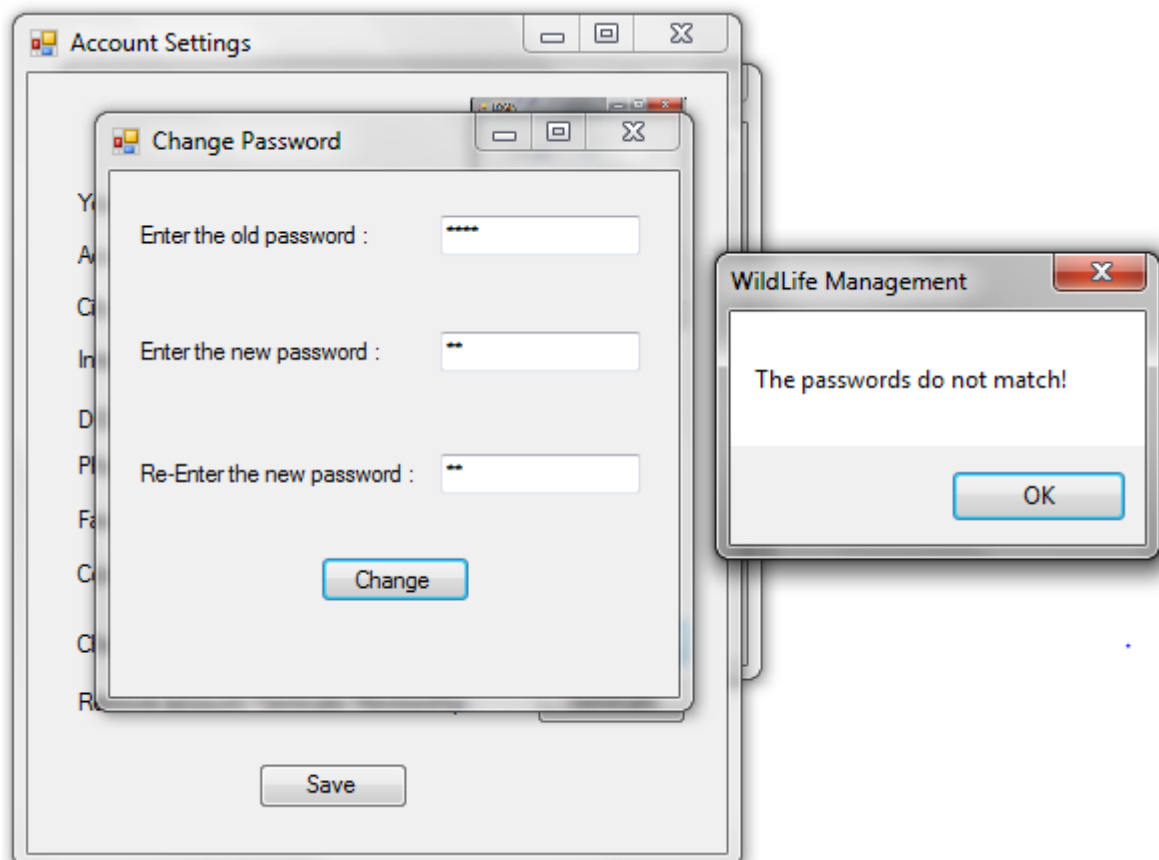 Account Settings
LOGIN
Change Password
Enter the old password :
****
Enter the new password :
**
Re-Enter the new password :
**
Change
Save
WildLife Management
The passwords do not match!
OK